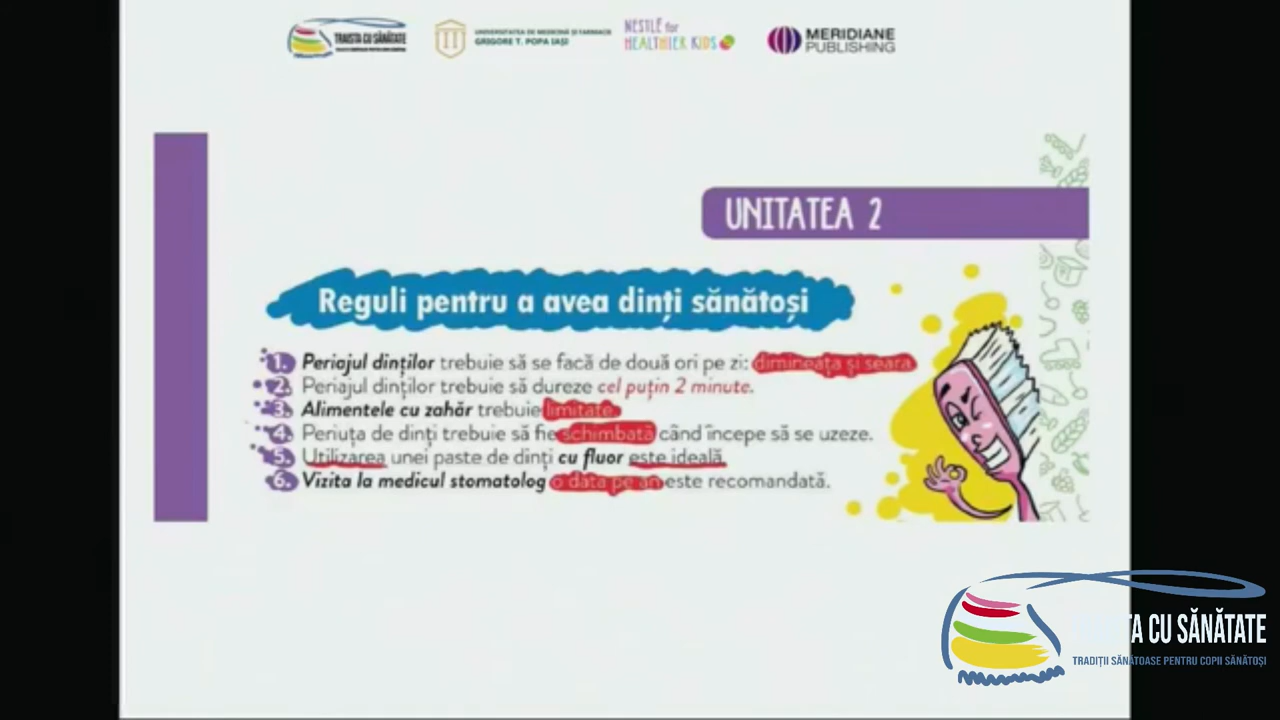 TRAISTA CU SĂNĂTATE
UNIVERSITATEA DE MEDICINĂ ȘI FARMACIE
GRIGORE T. POPA IAȘI
NESTLÉ for
HEALTHIER KIDS
MERIDIANE
PUBLISHING
UNITATEA 2
Reguli pentru a avea dinți sănătoși
1. Periajul dinților trebuie să se facă de două ori pe zi: dimineața și seara.
2. Periajul dinților trebuie să dureze cel puțin 2 minute.
3. Alimentele cu zahăr trebuie limitate.
4. Periuța de dinți trebuie să fie schimbată când începe să se uzeze.
5. Utilizarea unei paste de dinți cu fluor este ideală.
6. Vizita la medicul stomatolog o dată pe an este recomandată.
TA CU SĂNĂTATE
TRADIȚII SĂNĂTOASE PENTRU COPII SĂNĂTOȘI